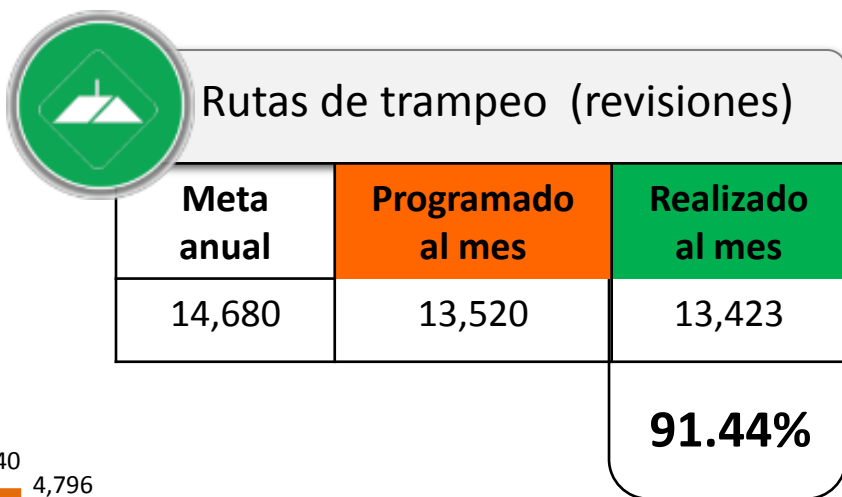 Rutas de trampeo (revisiones)
Meta anual
Programado al mes
Realizado al mes
14,680 13,520 13,423
91.44%
40
4,796